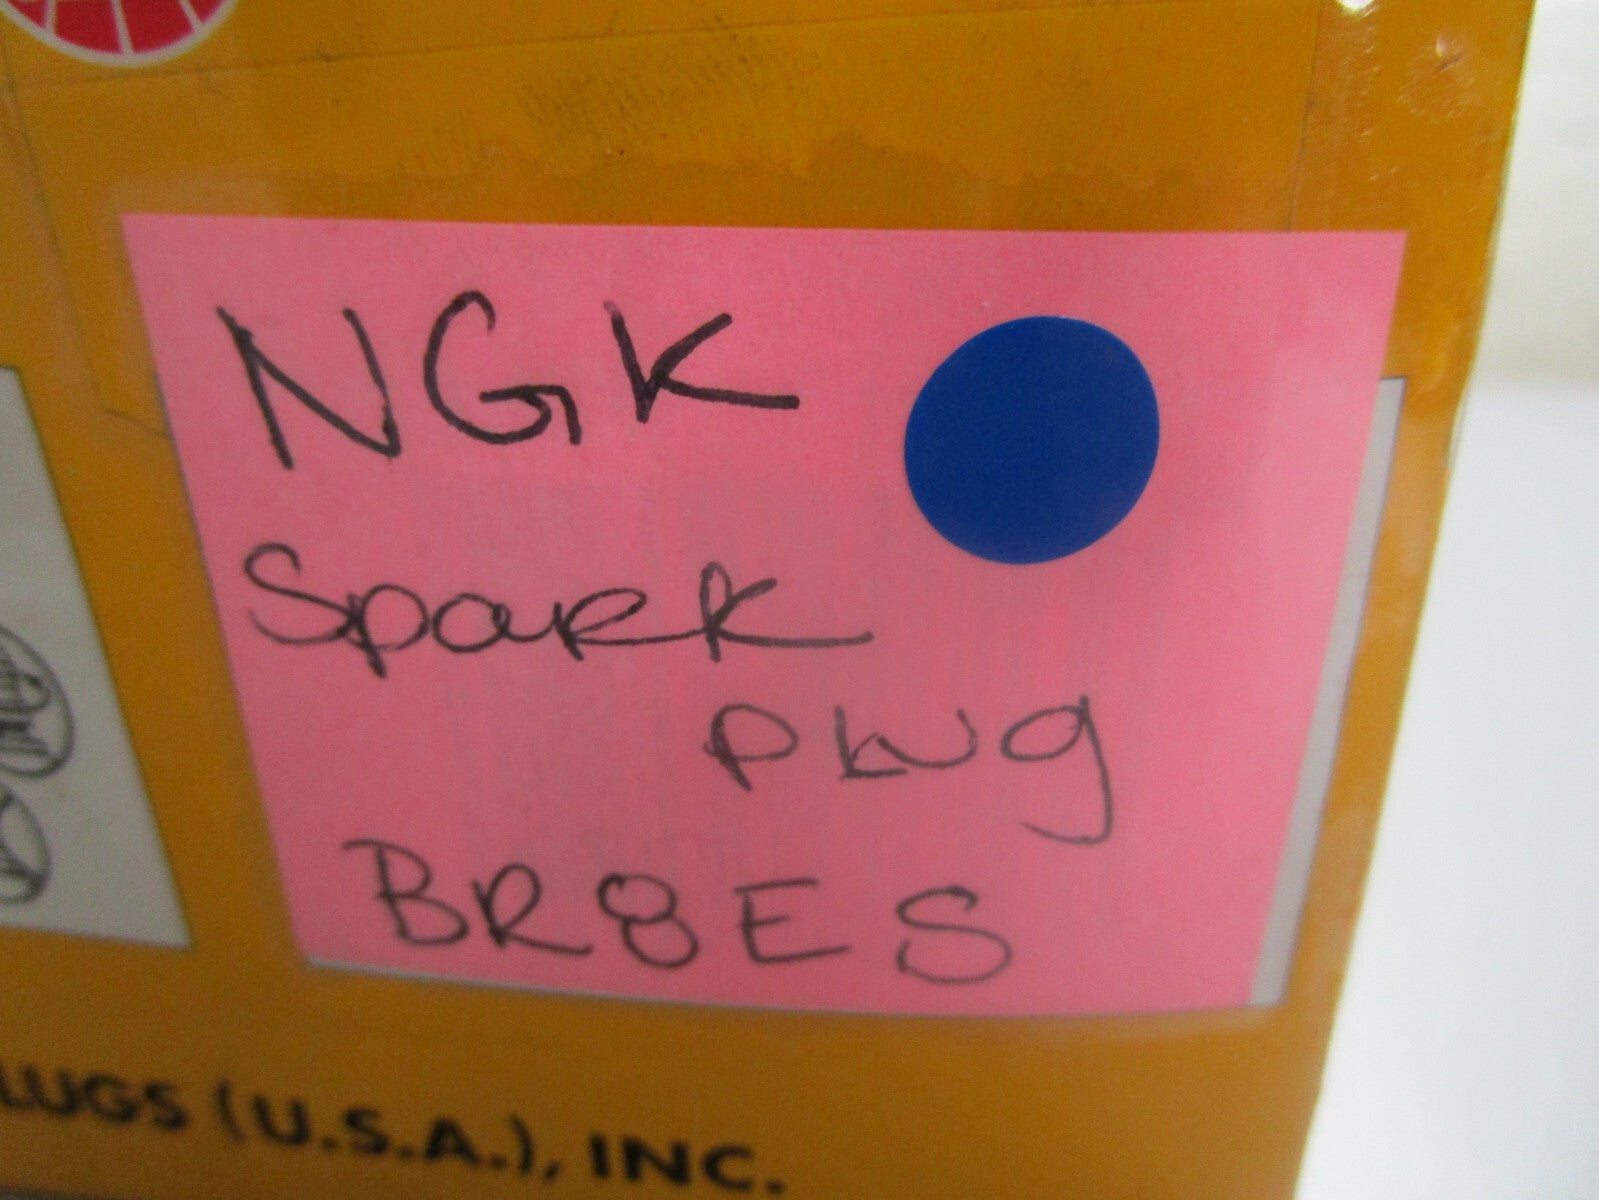 NGK
Spark
plug
BR8ES
LUGS (U.S.A.), INC.